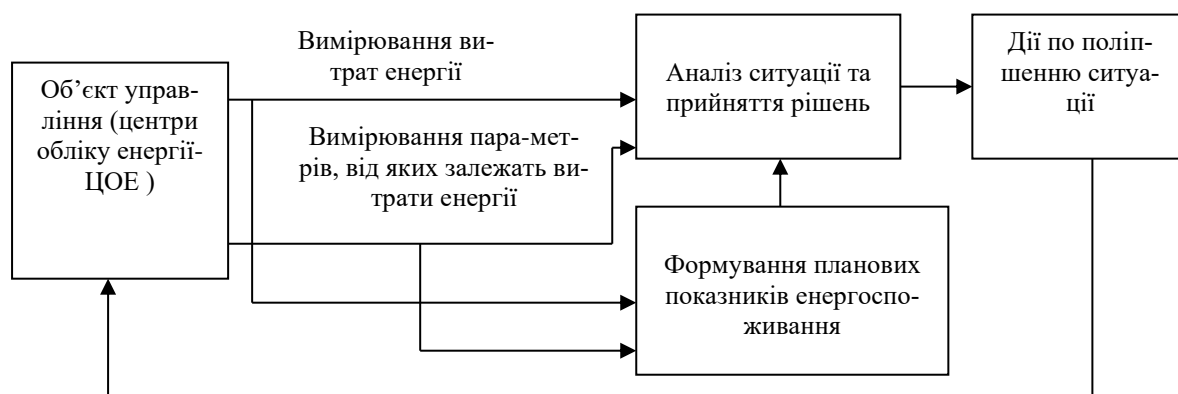 Об’єкт управ-
ління (центри
обліку енергії-
ЦОЕ )
Вимірювання ви-
трат енергії
Вимірювання пара-мет-
рів, від яких залежать ви-
трати енергії
Аналіз ситуації та
прийняття рішень
Дії по поліп-
шенню ситуа-
ції
Формування планових
показників енергоспо-
живання